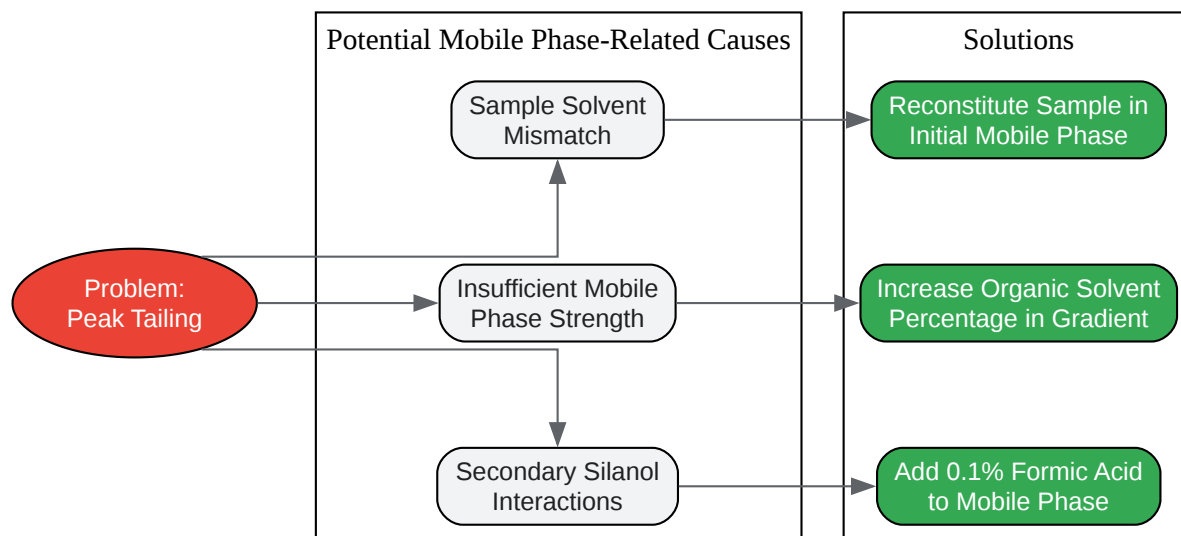 Potential Mobile Phase-Related Causes
Solutions
Sample Solvent
Mismatch
Reconstitute Sample in
Initial Mobile Phase
Problem:
Peak Tailing
Insufficient Mobile
Phase Strength
Increase Organic Solvent
Percentage in Gradient
Secondary Silanol
Interactions
Add 0.1% Formic Acid
to Mobile Phase